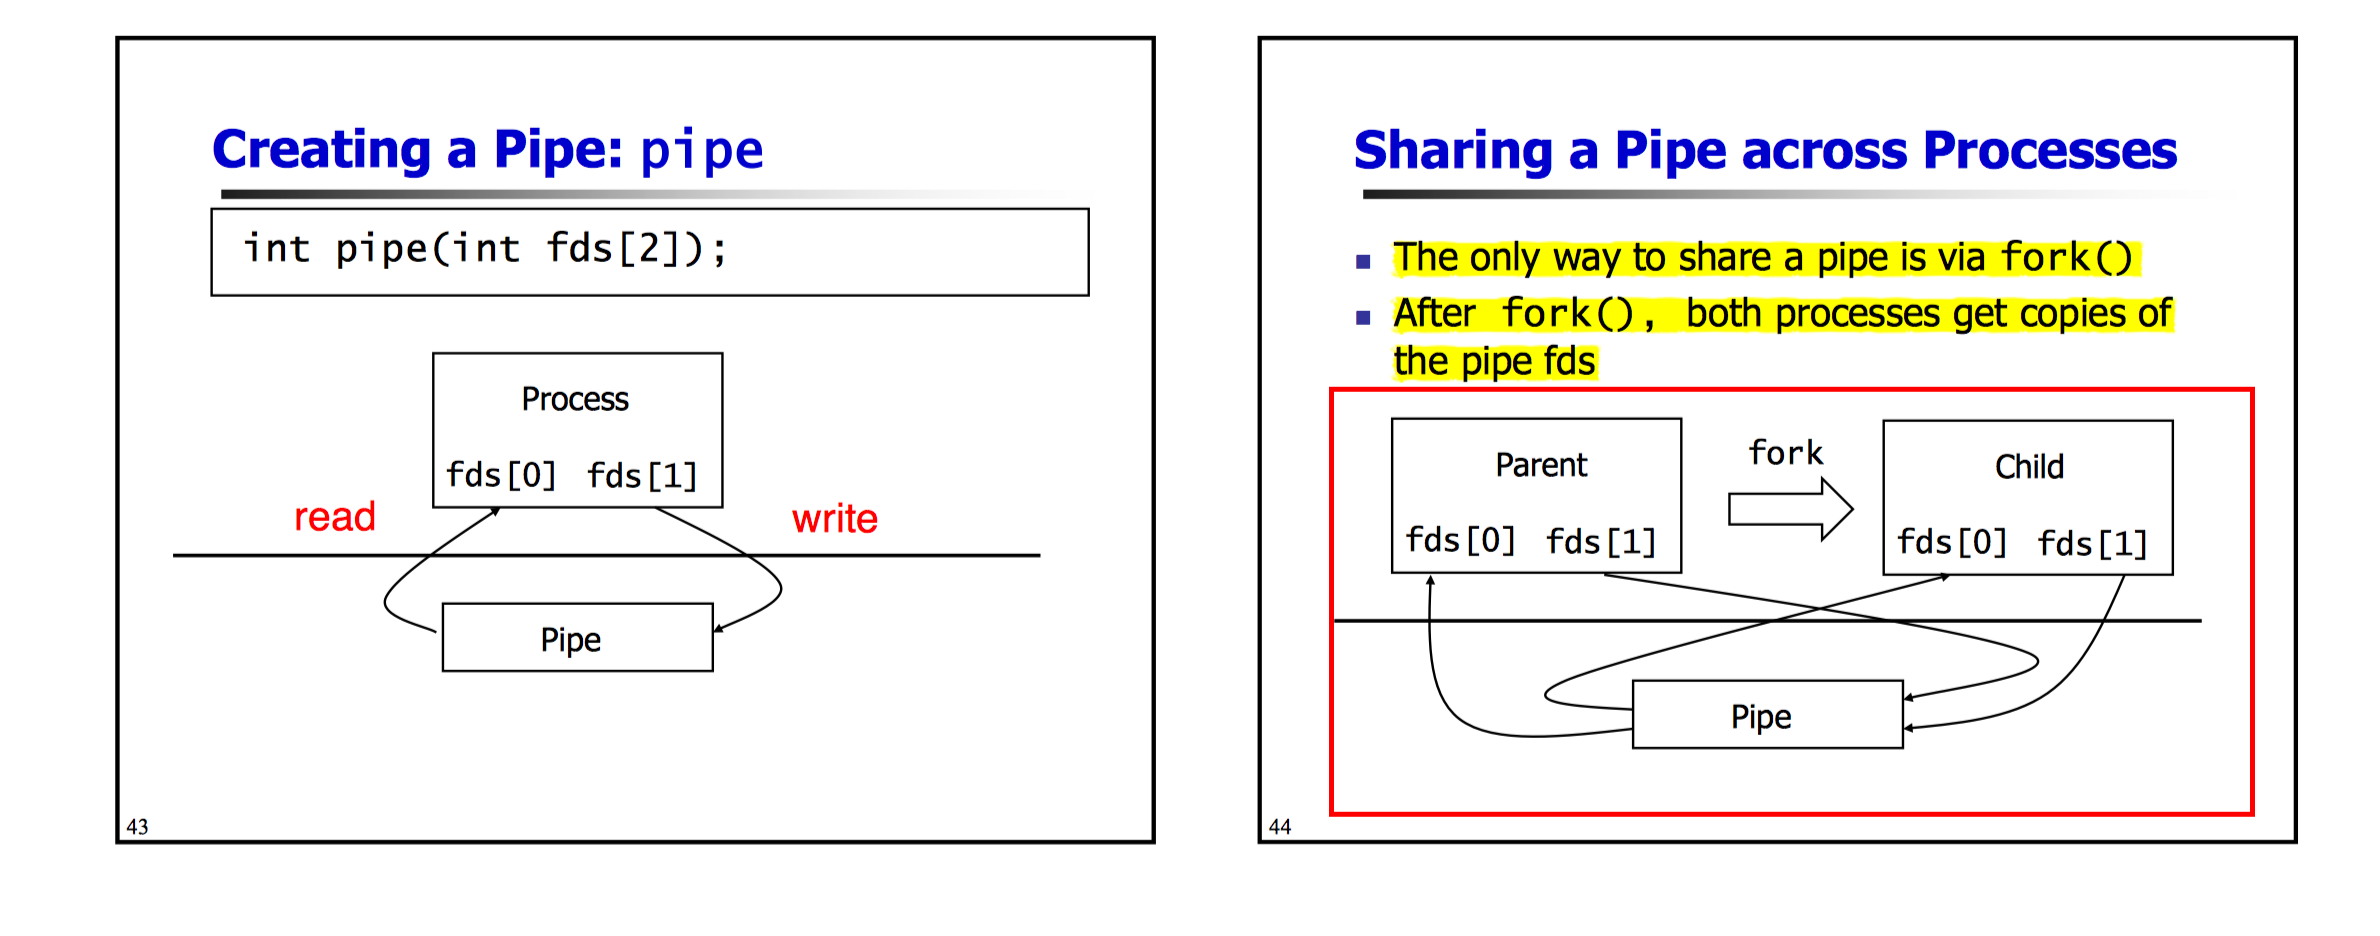 Creating a Pipe: pipe
int pipe(int fds[2]);
Process
fds[0] fds[1]
read
write
Pipe
43
Sharing a Pipe across Processes
The only way to share a pipe is via fork()
After fork(), both processes get copies of
the pipe fds
Parent
fds[0] fds[1]
fork
Child
fds[0] fds[1]
Pipe
44